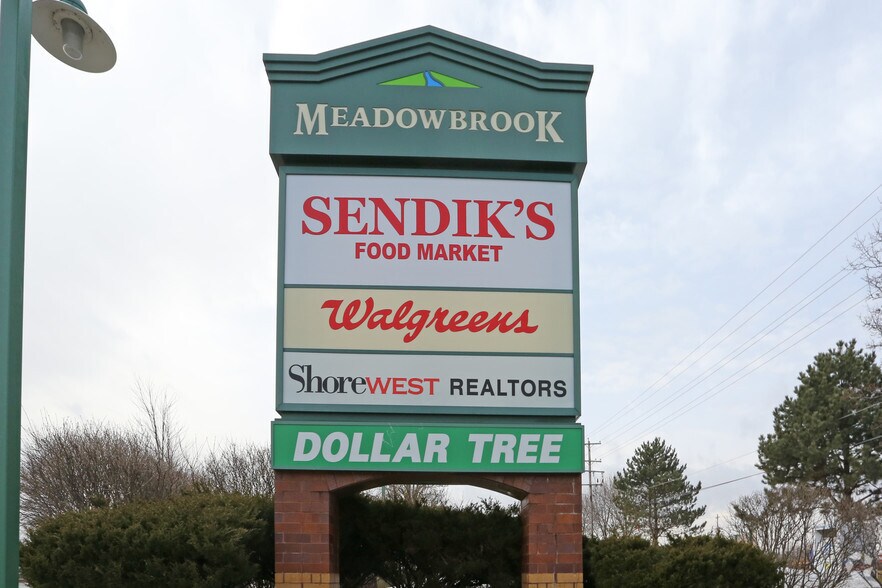 MEADOWBROOK
SENDIK'S
FOOD MARKET
Walgreens
ShoreWEST REALTORS
DOLLAR TREE